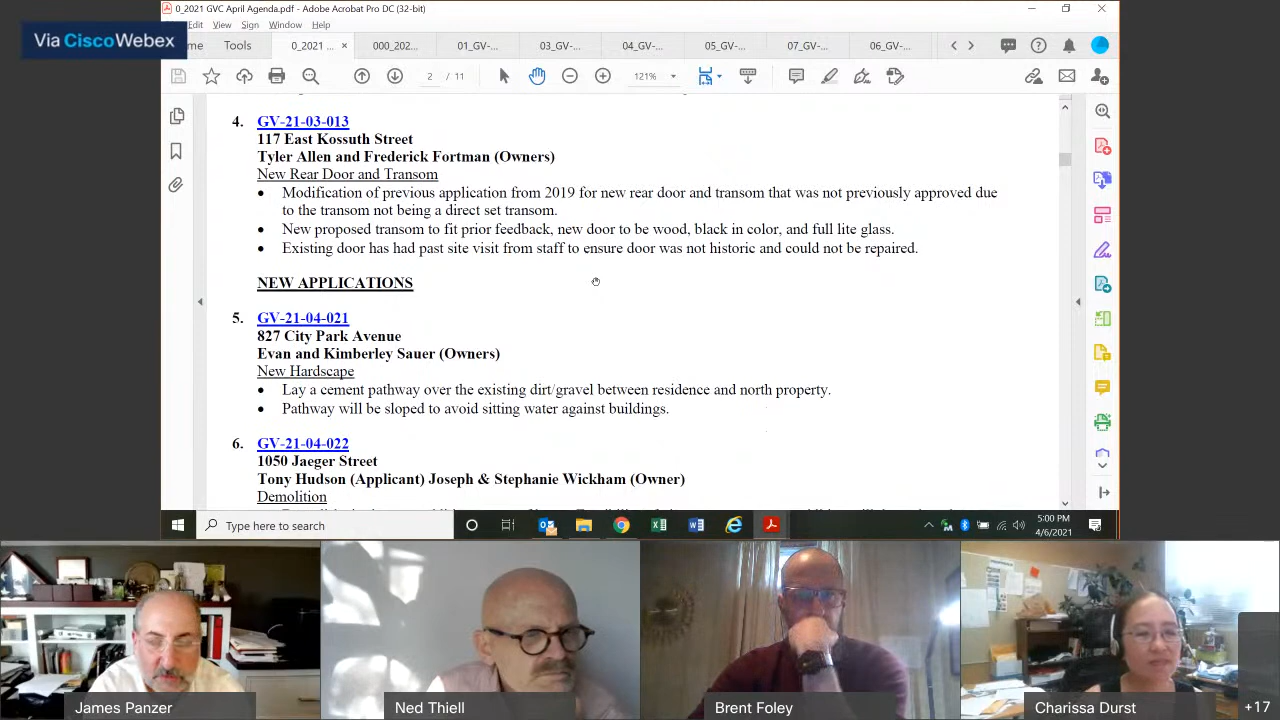 0_2021 GVC April Agenda.pdf - Adobe Acrobat Pro DC (32-bit)
Edit View Sign Window Help
Via CiscoWebex
me Tools 0_2021 ... × 000_202... 01_GV-... 03_GV-... 04_GV-... 05_GV-... 07_GV-... 06_GV-...
2 / 11 121%
4. GV-21-03-013
117 East Kossuth Street
Tyler Allen and Frederick Fortman (Owners)
New Rear Door and Transom
• Modification of previous application from 2019 for new rear door and transom that was not previously approved due
to the transom not being a direct set transom.
• New proposed transom to fit prior feedback, new door to be wood, black in color, and full lite glass.
• Existing door has had past site visit from staff to ensure door was not historic and could not be repaired.
NEW APPLICATIONS
5. GV-21-04-021
827 City Park Avenue
Evan and Kimberley Sauer (Owners)
New Hardscape
• Lay a cement pathway over the existing dirt/gravel between residence and north property.
• Pathway will be sloped to avoid sitting water against buildings.
6. GV-21-04-022
1050 Jaeger Street
Tony Hudson (Applicant) Joseph & Stephanie Wickham (Owner)
Demolition
Type here to search
5:00 PM
4/6/2021
James Panzer
Ned Thiell
Brent Foley
Charissa Durst
+17